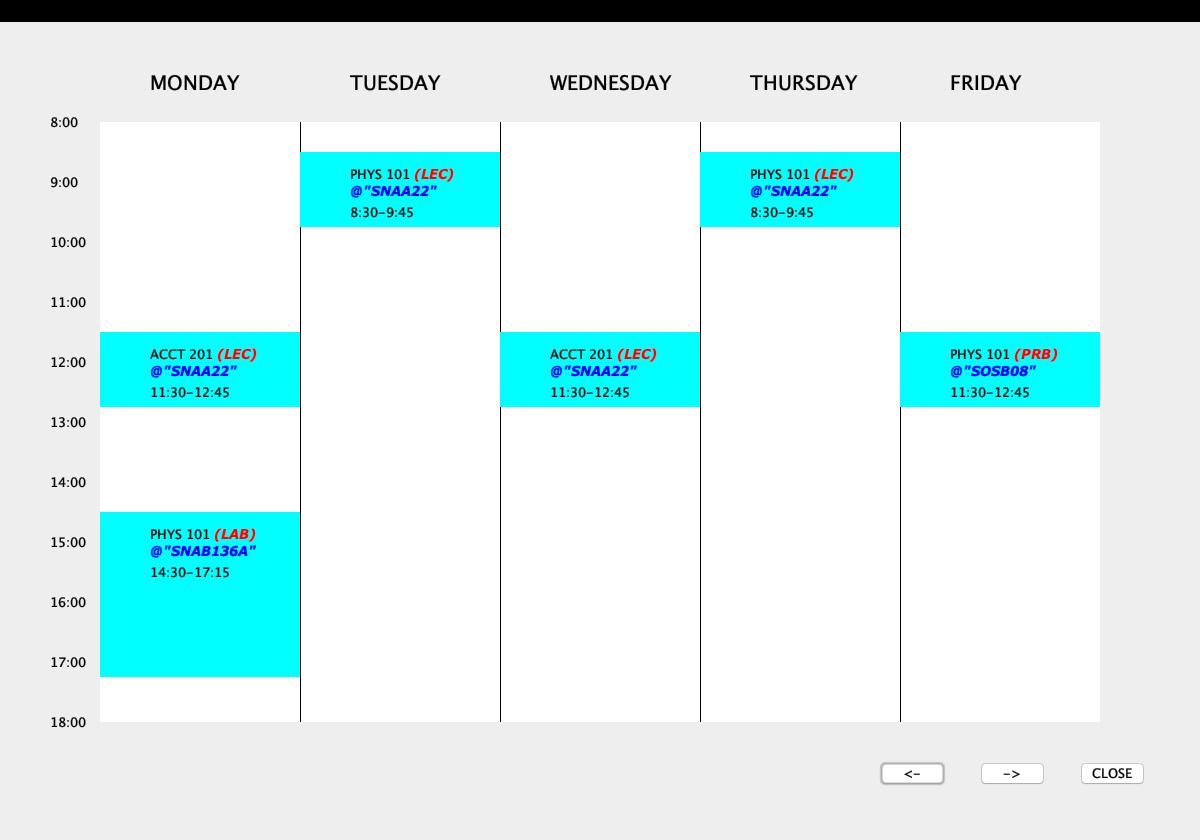 MONDAY TUESDAY WEDNESDAY THURSDAY FRIDAY
8:00
PHYS 101 (LEC)
@"SNAA22"
8:30-9:45
PHYS 101 (LEC)
@"SNAA22"
8:30-9:45
9:00
10:00
11:00
ACCT 201 (LEC)
@"SNAA22"
11:30-12:45
ACCT 201 (LEC)
@"SNAA22"
11:30-12:45
PHYS 101 (PRB)
@"SOSB08"
11:30-12:45
12:00
13:00
14:00
PHYS 101 (LAB)
@"SNAB136A"
14:30-17:15
15:00
16:00
17:00
18:00
<- -> CLOSE